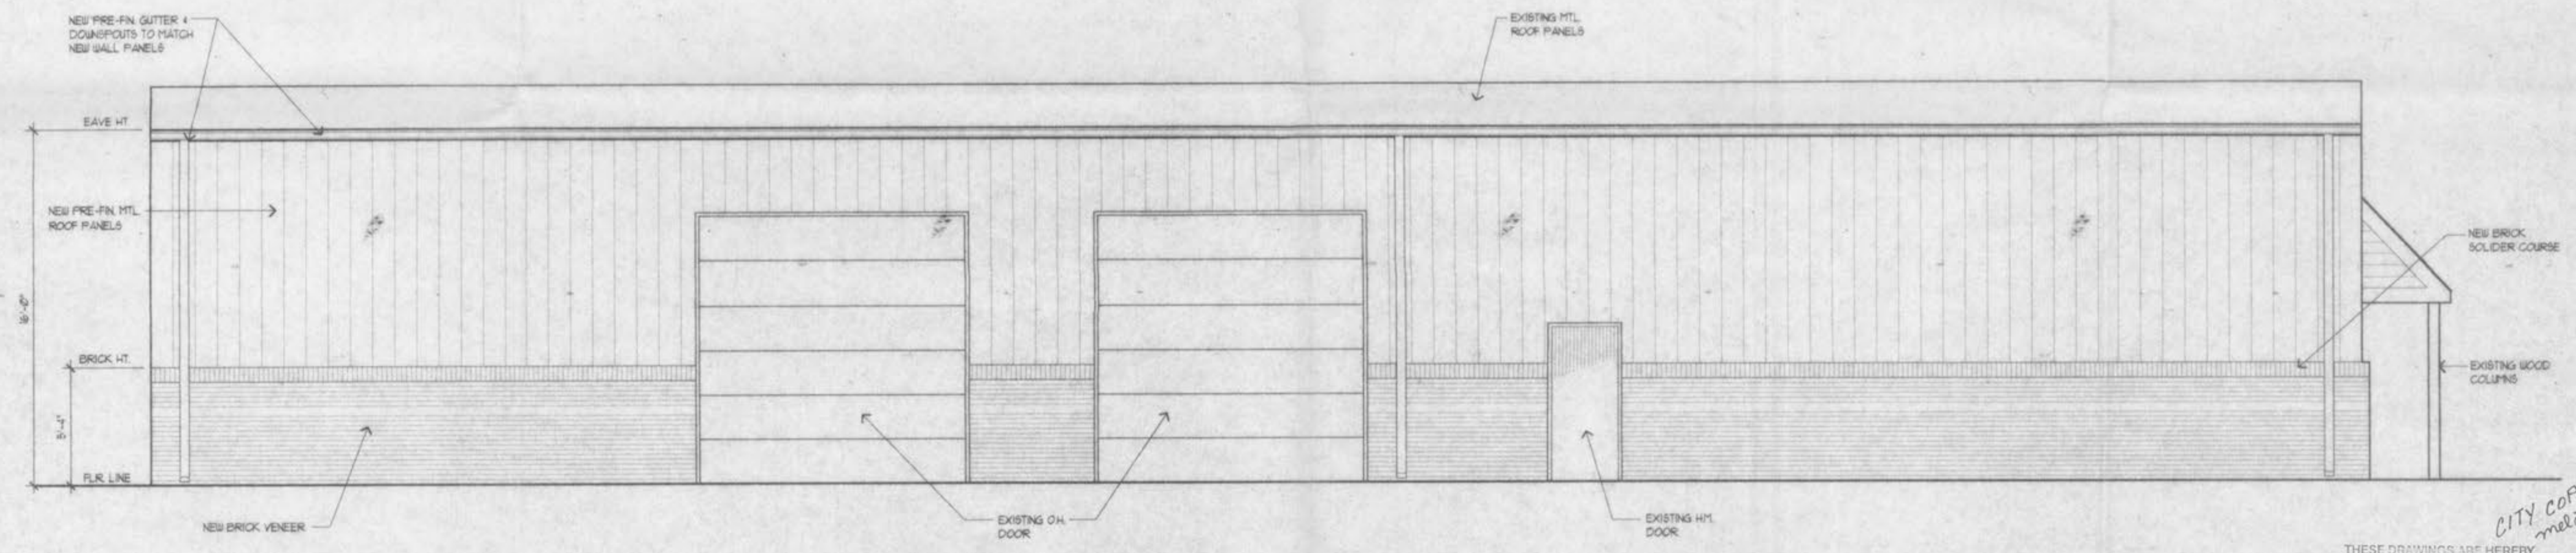 NEW PRE-FIN. GUTTER &
DOWNSPOUTS TO MATCH
NEW WALL PANELS
EXISTING MTL.
ROOF PANELS
EAVE HT.
NEW PRE-FIN. MTL.
ROOF PANELS
NEW BRICK
SOLIDER COURSE
16'-10"
BRICK HT.
EXISTING WOOD
COLUMNS
5'-4"
FLR. LINE
NEW BRICK VENEER
EXISTING O.H.
DOOR
EXISTING H.M.
DOOR
CITY
THESE DRAWINGS ARE HEREBY